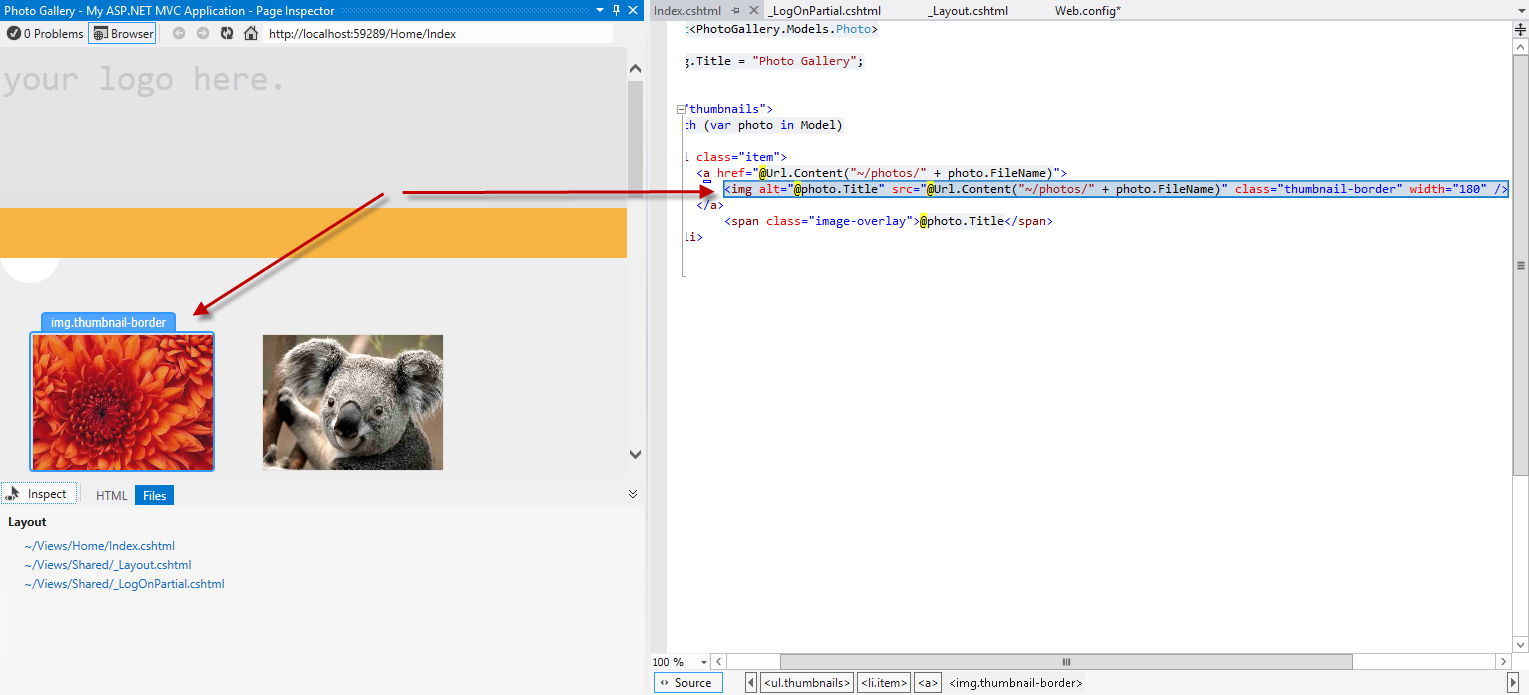 Photo Gallery - My ASP.NET MVC Application - Page Inspector
0 Problems Browser http://localhost:59289/Home/Index
your logo here.
img.thumbnail-border
Inspect HTML Files
Layout
~/Views/Home/Index.cshtml
~/Views/Shared/_Layout.cshtml
~/Views/Shared/_LogOnPartial.cshtml
Index.cshtml _LogOnPartial.cshtml _Layout.cshtml Web.config*
<PhotoGallery.Models.Photo>
g.Title = "Photo Gallery";
"thumbnails">
ch (var photo in Model)
class="item">
<a href="@Url.Content("~/photos/" + photo.FileName)">
<img alt="@photo.Title" src="@Url.Content("~/photos/" + photo.FileName)" class="thumbnail-border" width="180" />
</a>
<span class="image-overlay">@photo.Title</span>
li>
100 %
Source <ul.thumbnails> <li.item> <a> <img.thumbnail-border>